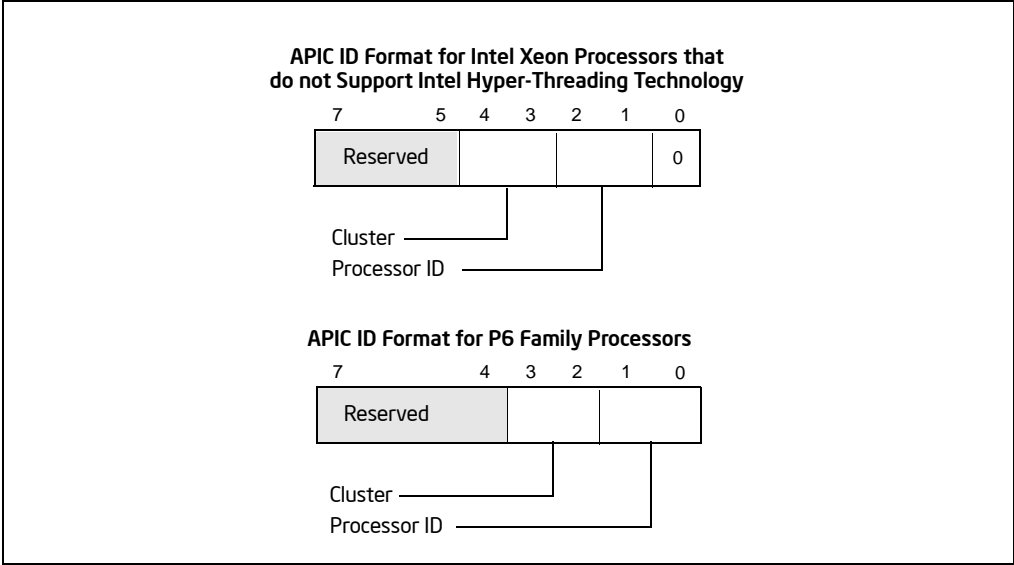 APIC ID Format for Intel Xeon Processors that
do not Support Intel Hyper-Threading Technology
7 5 4 3 2 1 0
Reserved 0
Cluster
Processor ID
APIC ID Format for P6 Family Processors
7 4 3 2 1 0
Reserved
Cluster
Processor ID